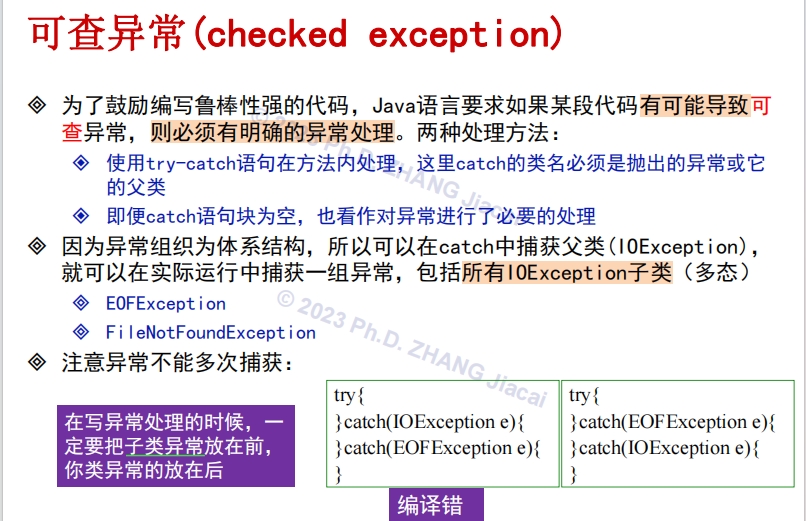 可查异常(checked exception)
为了鼓励编写鲁棒性强的代码，Java语言要求如果某段代码有可能导致可
查异常，则必须有明确的异常处理。两种处理方法：
使用try-catch语句在方法内处理，这里catch的类名必须是抛出的异常或它
的父类
即便catch语句块为空，也看作对异常进行了必要的处理
因为异常组织为体系结构，所以可以在catch中捕获父类(IOException)，
就可以在实际运行中捕获一组异常，包括所有IOException子类（多态）
EOFException
FileNotFoundException
注意异常不能多次捕获：
在写异常处理的时候，一
定要把子类异常放在前，
你类异常的放在后
try{
}catch(IOException e){
}catch(EOFException e){
}
编译错
try{
}catch(EOFException e){
}catch(IOException e){
}
© 2023 Ph.D. ZHANG Jiacai
© 2023 Ph.D. ZHANG Jiacai